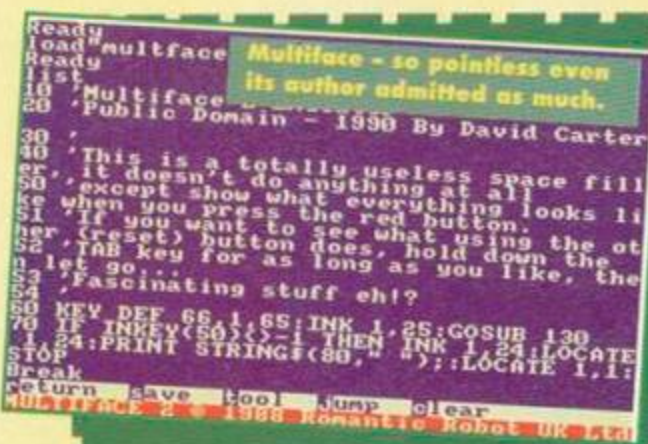 Multiface - so pointless even
its author admitted as much.
Ready
load"multface
Ready
list
10 'Multiface
20 'Public Domain - 1990 By David Carter
30 '
40 'This is a totally useless space fill
er, it doesn't do anything at all
50 'except show what everything looks li
ke when you press the red button.
51 'If you want to see what using the ot
her (reset) button does, hold down the
52 'TAB key for as long as you like, the
n let go...
53 'Fascinating stuff eh!?
54 '
60 KEY DEF 66,1,65:INK 1,25:GOSUB 130
70 IF INKEY(50)<>-1 THEN INK 1,24:LOCATE
1,24:PRINT STRING$(80," ");:LOCATE 1,1:
STOP
Break
return save tool Jump clear
MULTIFACE 2 © 1988 Romantic Robot UK Ltd